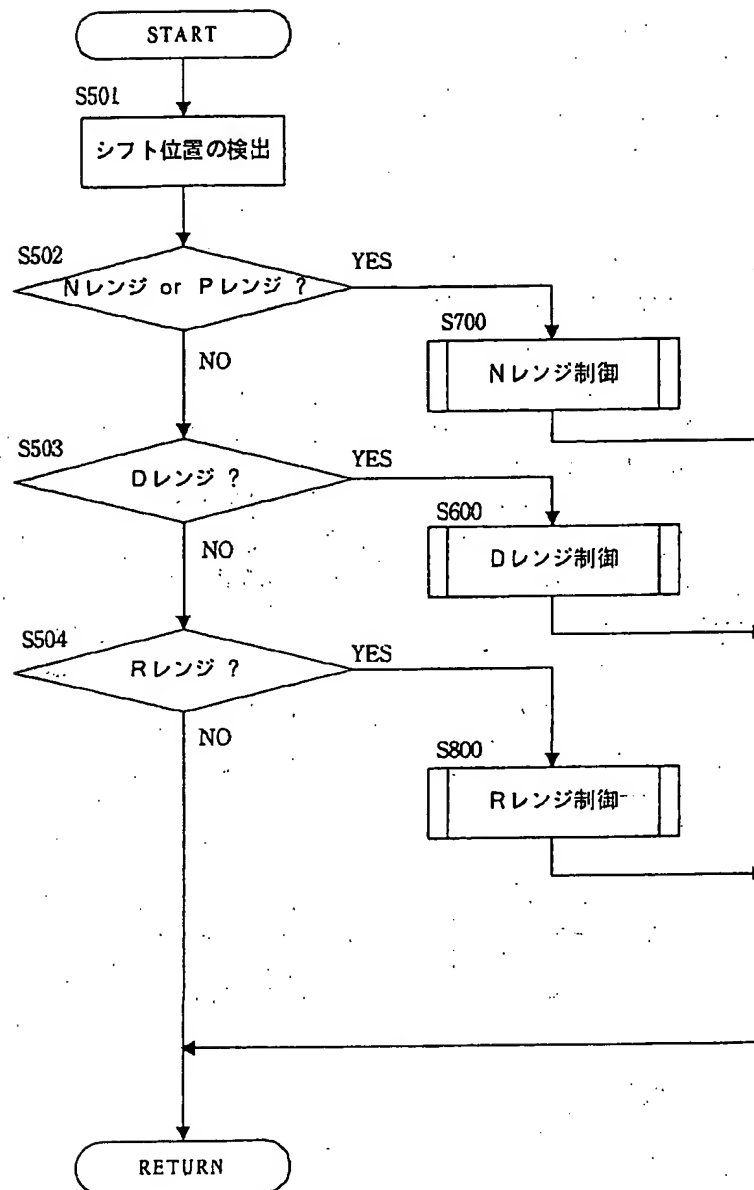 START
S501
シフト位置の検出
S502
Nレンジ or Pレンジ ?
YES
NO
S700
Nレンジ制御
S503
Dレンジ ?
YES
NO
S600
Dレンジ制御
S504
Rレンジ ?
YES
NO
S800
Rレンジ制御
RETURN